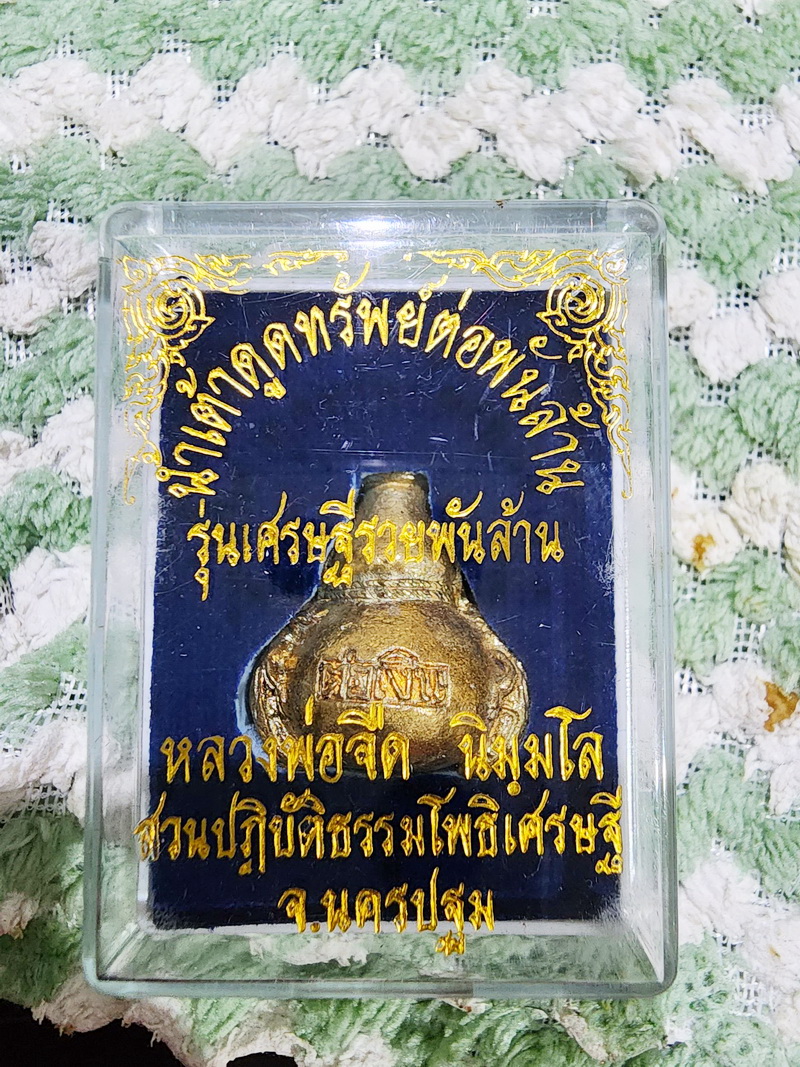 น้ำเต้าดูดทรัพย์ต่อพันล้าน
รุ่นเศรษฐีรวยพันล้าน
ต่อเงิน
หลวงพ่อจืด นิมฺมโล
สวนปฏิบัติธรรมโพธิเศรษฐี
จ.นครปฐม